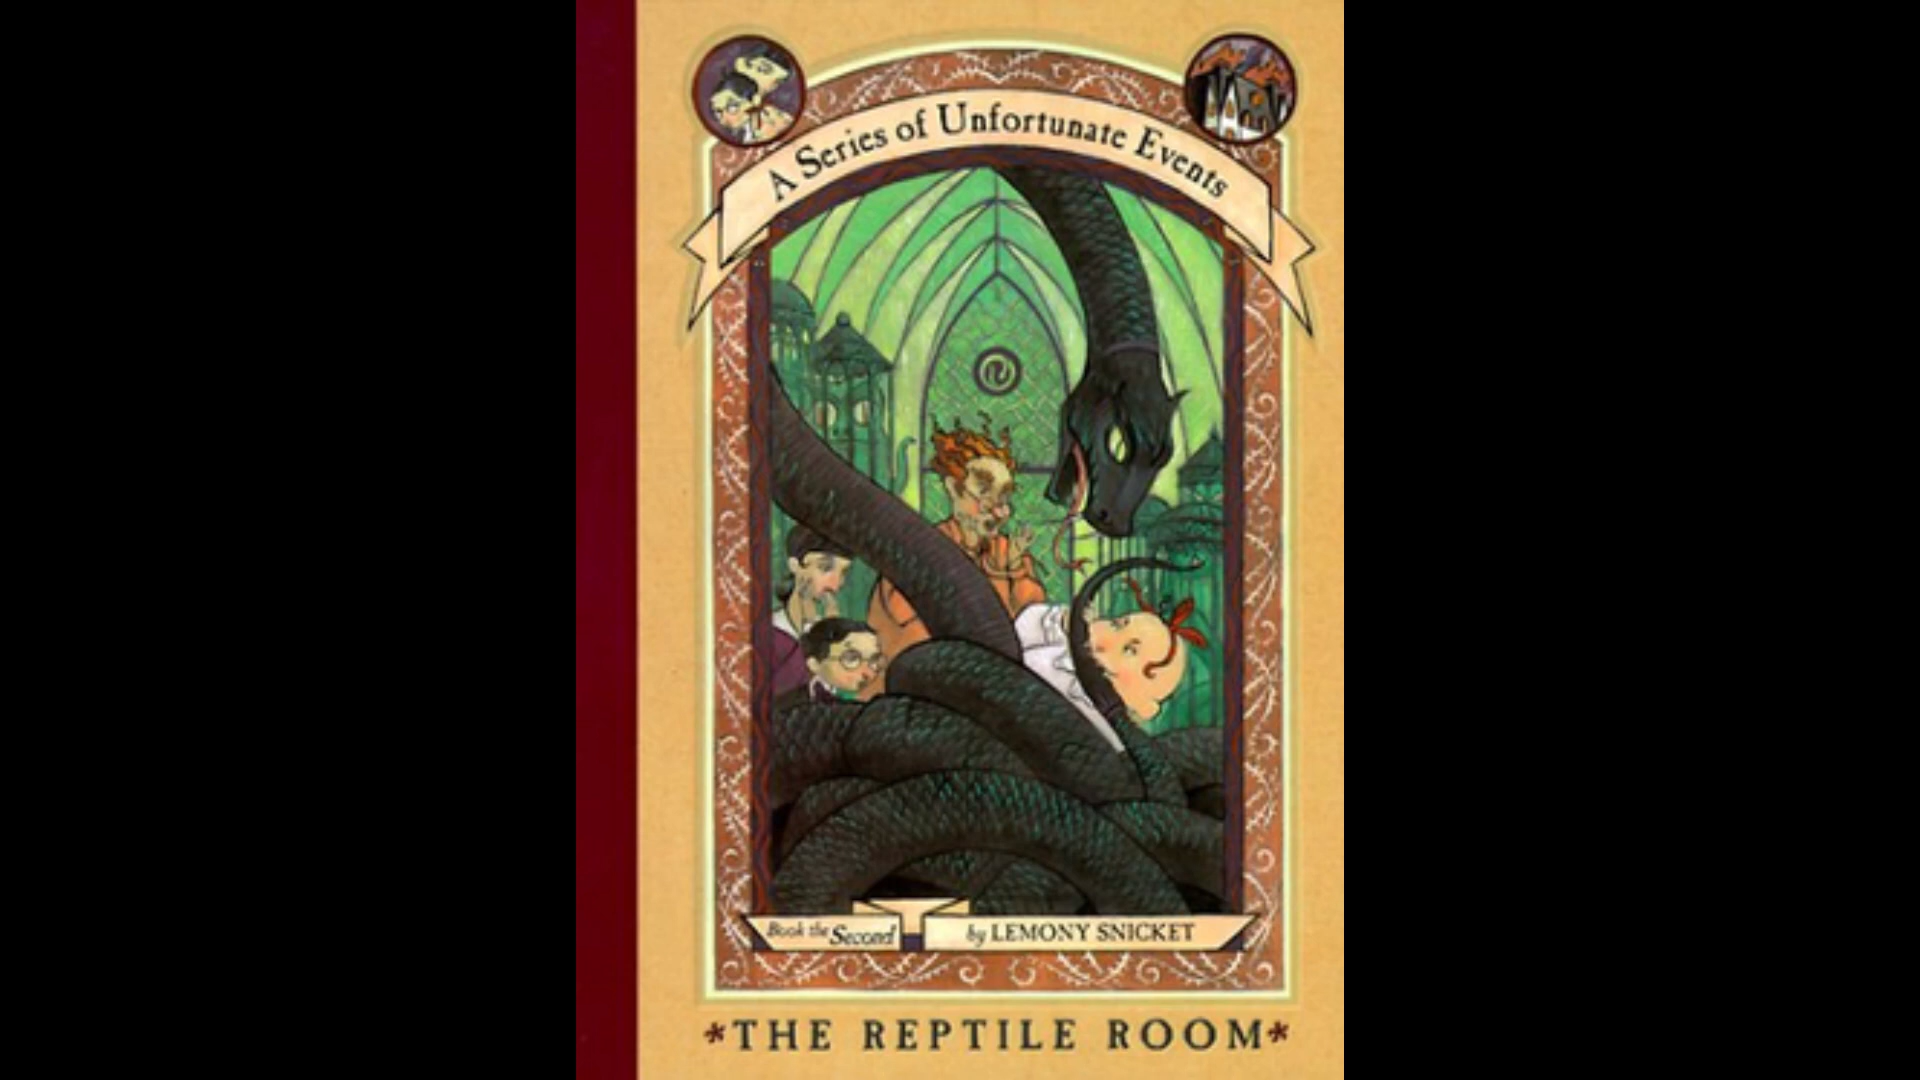 A Series of Unfortunate Events
Book the Second
by LEMONY SNICKET
*THE REPTILE ROOM*